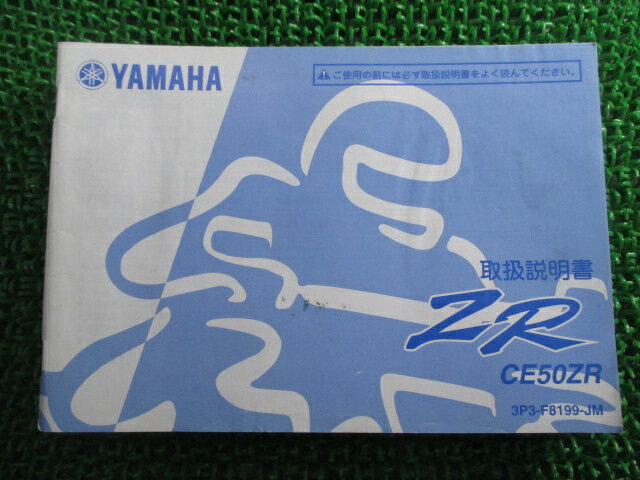 YAMAHA
ご使用の前には必ず取扱説明書をよく読んでください。
取扱説明書
ZR
CE50ZR
3P3-F8199-JM